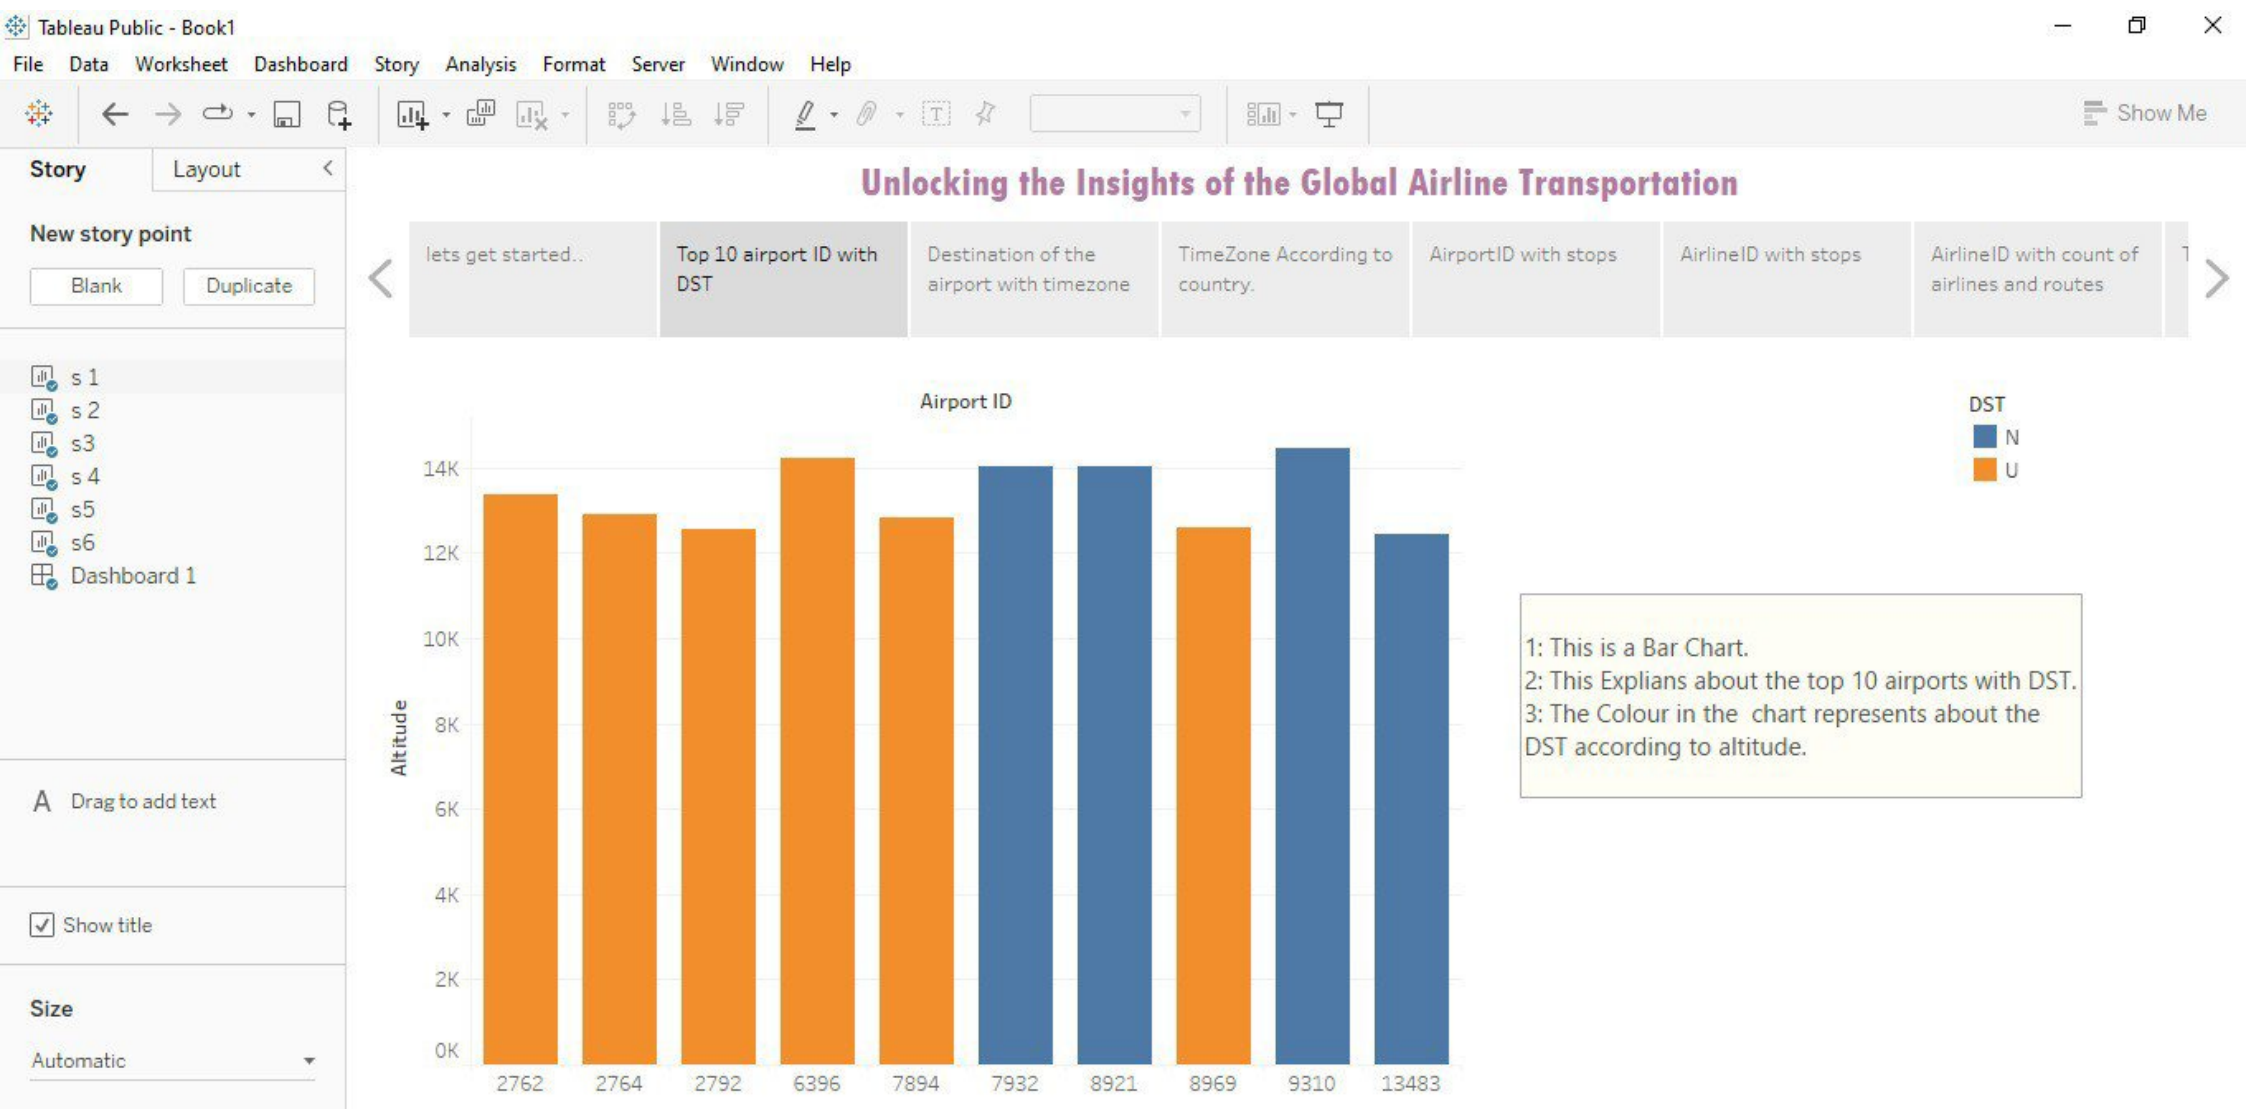 Tableau Public - Book1
File Data Worksheet Dashboard Story Analysis Format Server Window Help
Show Me
Story Layout
New story point
Blank Duplicate
s 1
s 2
s3
s 4
s5
s6
Dashboard 1
A Drag to add text
Show title
Size
Automatic
Unlocking the Insights of the Global Airline Transportation
lets get started..
Top 10 airport ID with
DST
Destination of the
airport with timezone
TimeZone According to
country.
AirportID with stops
AirlineID with stops
AirlineID with count of
airlines and routes
Airport ID
14K
12K
10K
8K
6K
4K
2K
0K
Altitude
2762 2764 2792 6396 7894 7932 8921 8969 9310 13483
DST
N
U
1: This is a Bar Chart.
2: This Explians about the top 10 airports with DST.
3: The Colour in the chart represents about the
DST according to altitude.